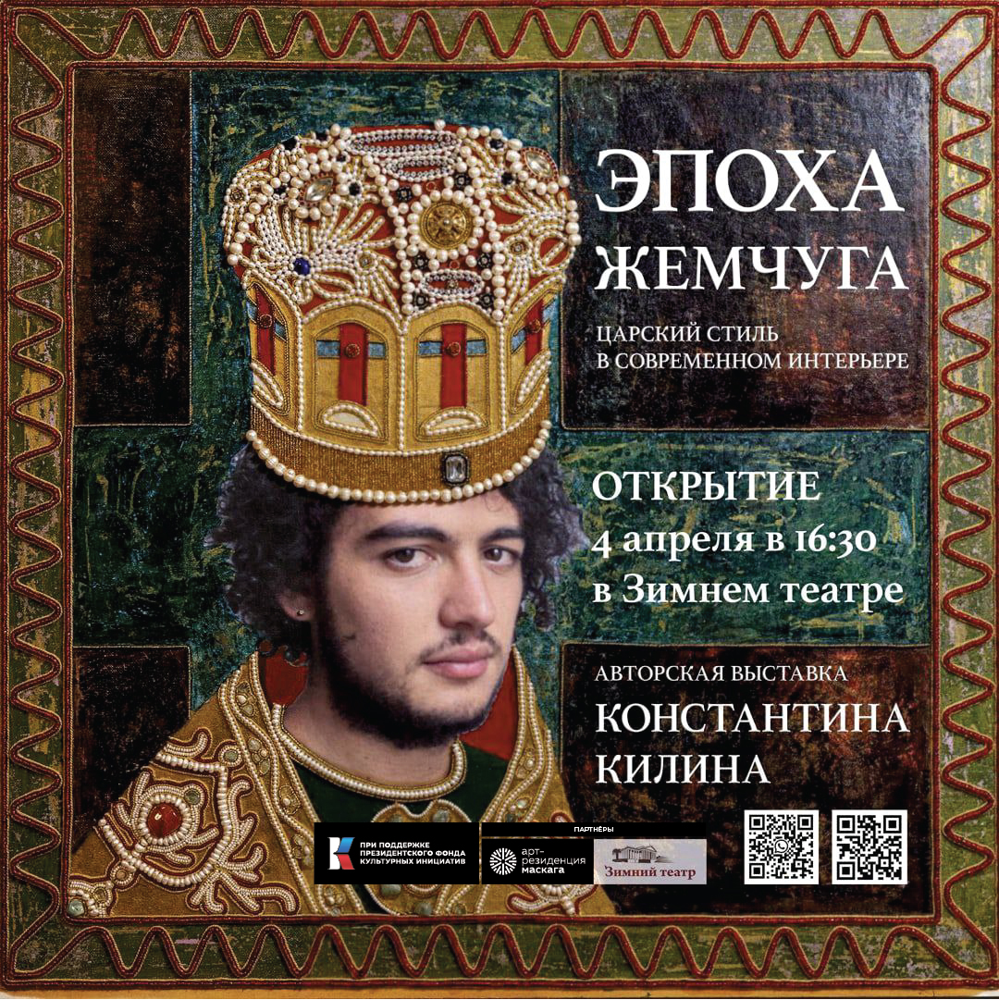 ЭПОХА
ЖЕМЧУГА
ЦАРСКИЙ СТИЛЬ
В СОВРЕМЕННОМ ИНТЕРЬЕРЕ
ОТКРЫТИЕ
4 апреля в 16:30
в Зимнем театре
АВТОРСКАЯ ВЫСТАВКА
КОНСТАНТИНА
КИЛИНА
ПРИ ПОДДЕРЖКЕ
ПРЕЗИДЕНТСКОГО ФОНДА
КУЛЬТУРНЫХ ИНИЦИАТИВ
ПАРТНЁРЫ
арт-
резиденция
маскага
Зимний театр